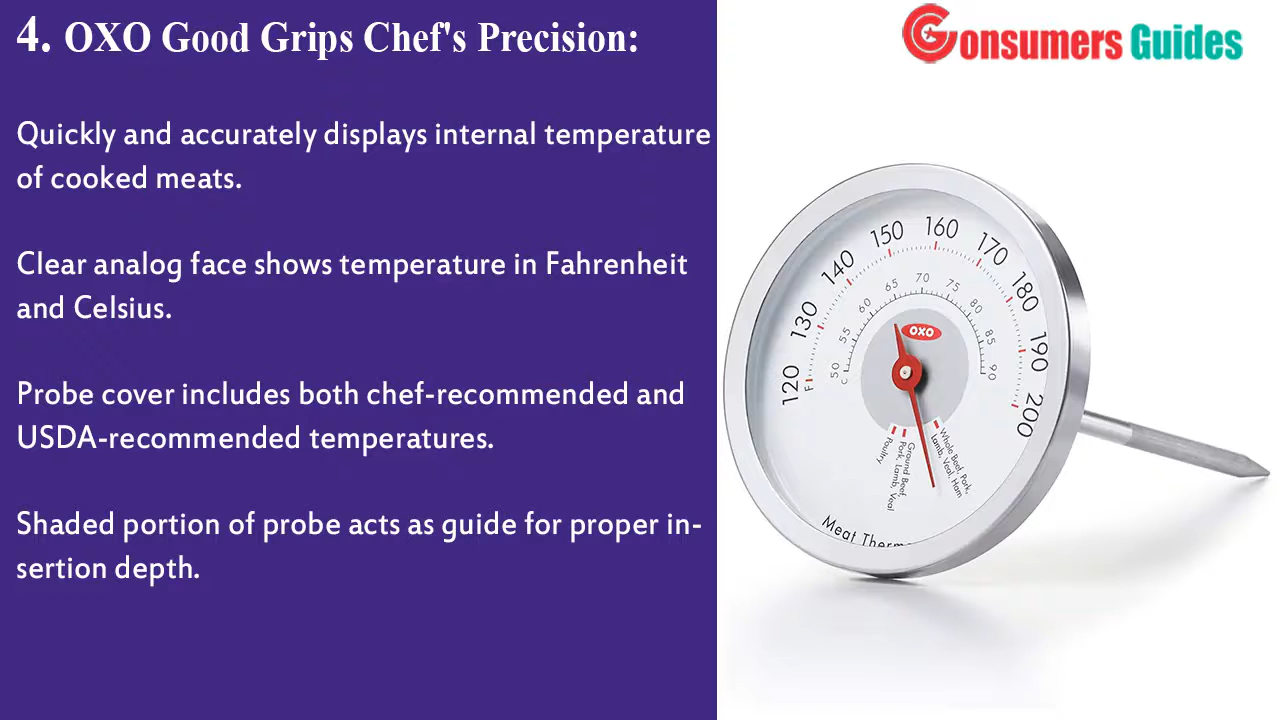 4. OXO Good Grips Chef's Precision:
Consumers Guides
Quickly and accurately displays internal temperature
of cooked meats.
Clear analog face shows temperature in Fahrenheit
and Celsius.
Probe cover includes both chef-recommended and
USDA-recommended temperatures.
Shaded portion of probe acts as guide for proper in-
sertion depth.
120 130 140 150 160 170 180 190 200
F
50 55 60 65 70 75 80 85 90
C
OXO
Poultry
Ground Beef,
Pork, Lamb, Veal
Whole Beef, Pork,
Lamb, Veal, Ham
Meat Therm